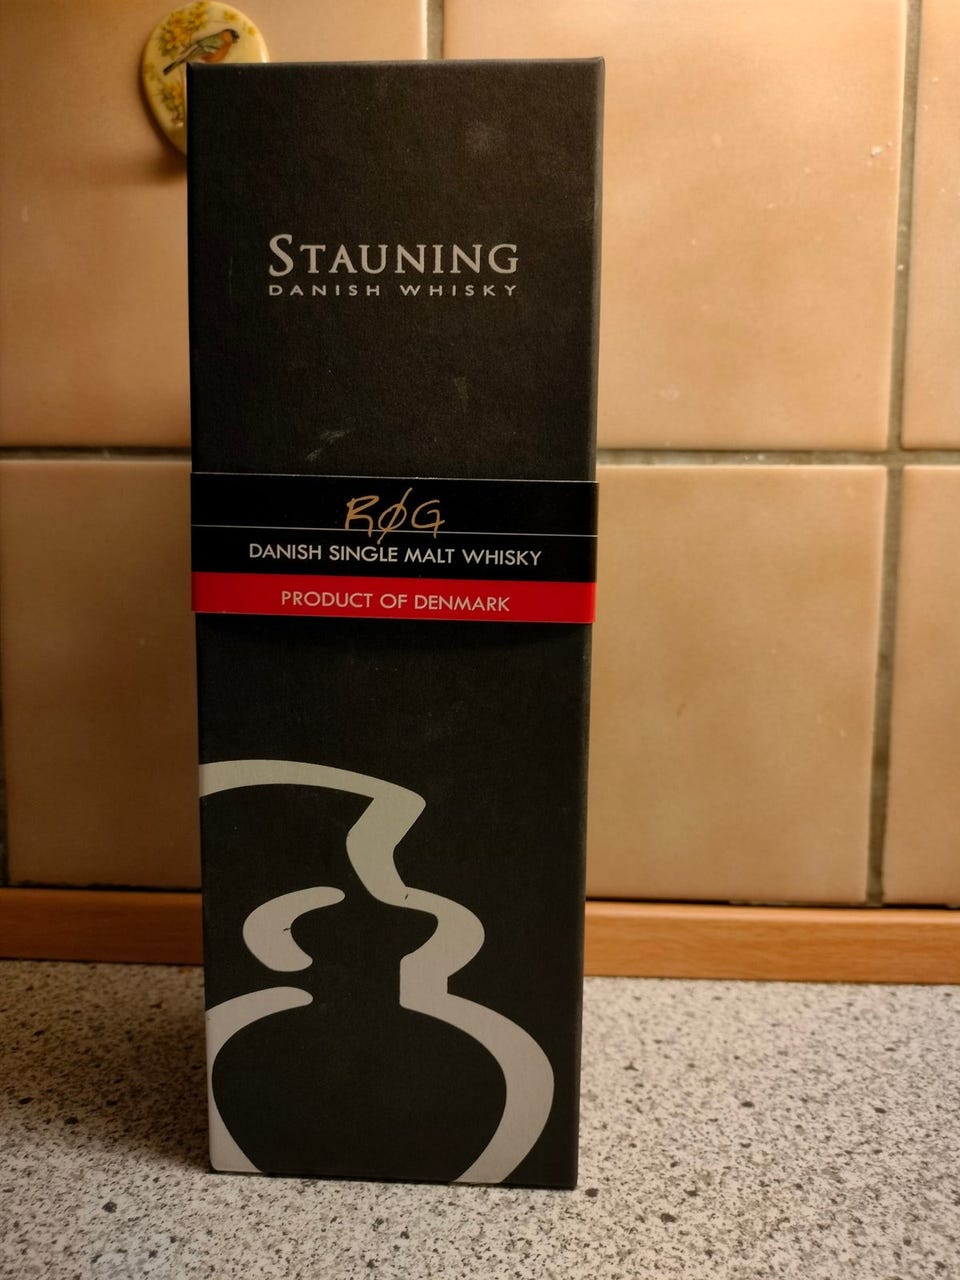 STAUNING
DANISH WHISKY
RØG
DANISH SINGLE MALT WHISKY
PRODUCT OF DENMARK